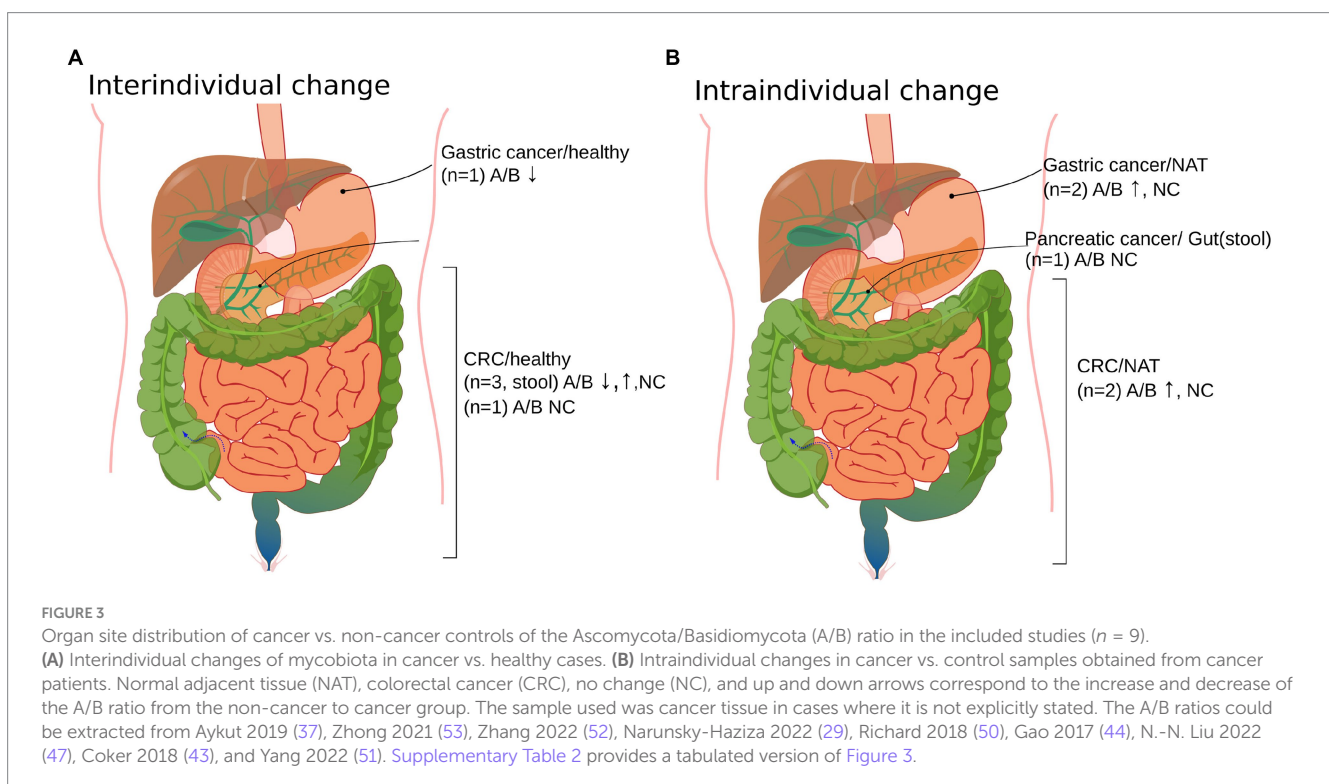 A
Interindividual change
Gastric cancer/healthy
(n=1) A/B ↓
CRC/healthy
(n=3, stool) A/B ↓,↑,NC
(n=1) A/B NC
B
Intraindividual change
Gastric cancer/NAT
(n=2) A/B ↑, NC
Pancreatic cancer/ Gut(stool)
(n=1) A/B NC
CRC/NAT
(n=2) A/B ↑, NC
FIGURE 3
Organ site distribution of cancer vs. non-cancer controls of the Ascomycota/Basidiomycota (A/B) ratio in the included studies (n = 9).
(A) Interindividual changes of mycobiota in cancer vs. healthy cases. (B) Intraindividual changes in cancer vs. control samples obtained from cancer
patients. Normal adjacent tissue (NAT), colorectal cancer (CRC), no change (NC), and up and down arrows correspond to the increase and decrease of
the A/B ratio from the non-cancer to cancer group. The sample used was cancer tissue in cases where it is not explicitly stated. The A/B ratios could
be extracted from Aykut 2019 (37), Zhong 2021 (53), Zhang 2022 (52), Narunsky-Haziza 2022 (29), Richard 2018 (50), Gao 2017 (44), N.-N. Liu 2022
(47), Coker 2018 (43), and Yang 2022 (51). Supplementary Table 2 provides a tabulated version of Figure 3.